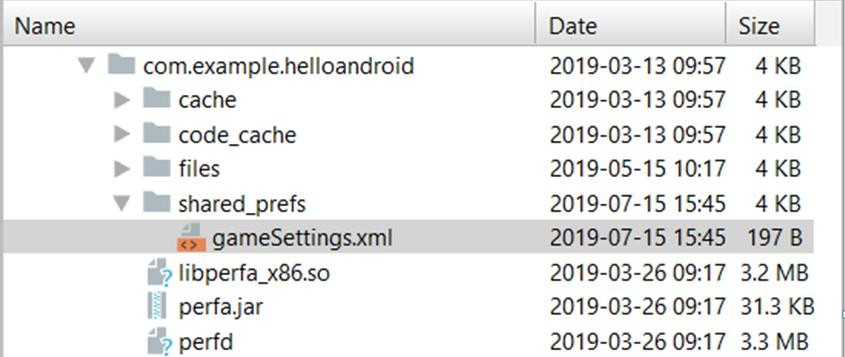 Name Date Size
com.example.helloandroid 2019-03-13 09:57 4 KB
cache 2019-03-13 09:57 4 KB
code_cache 2019-03-13 09:57 4 KB
files 2019-05-15 10:17 4 KB
shared_prefs 2019-07-15 15:45 4 KB
gameSettings.xml 2019-07-15 15:45 197 B
libperfa_x86.so 2019-03-26 09:17 3.2 MB
perfa.jar 2019-03-26 09:17 31.3 KB
perfd 2019-03-26 09:17 3.3 MB